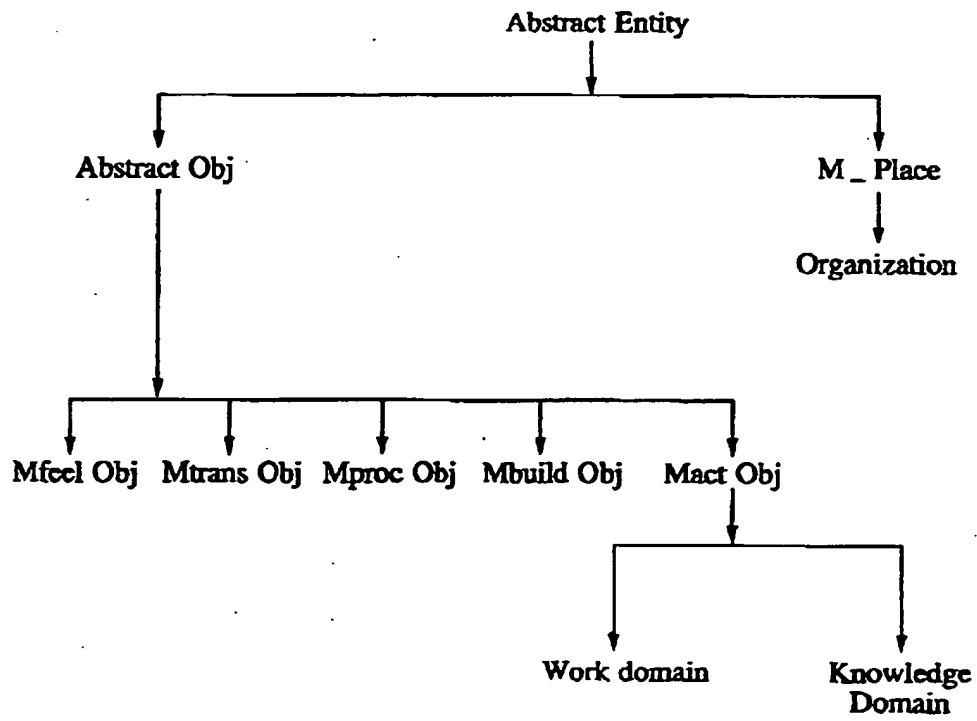 Abstract Entity
Abstract Obj
M _ Place
Organization
Mfeel Obj
Mtrans Obj
Mproc Obj
Mbuild Obj
Mact Obj
Work domain
Knowledge
Domain